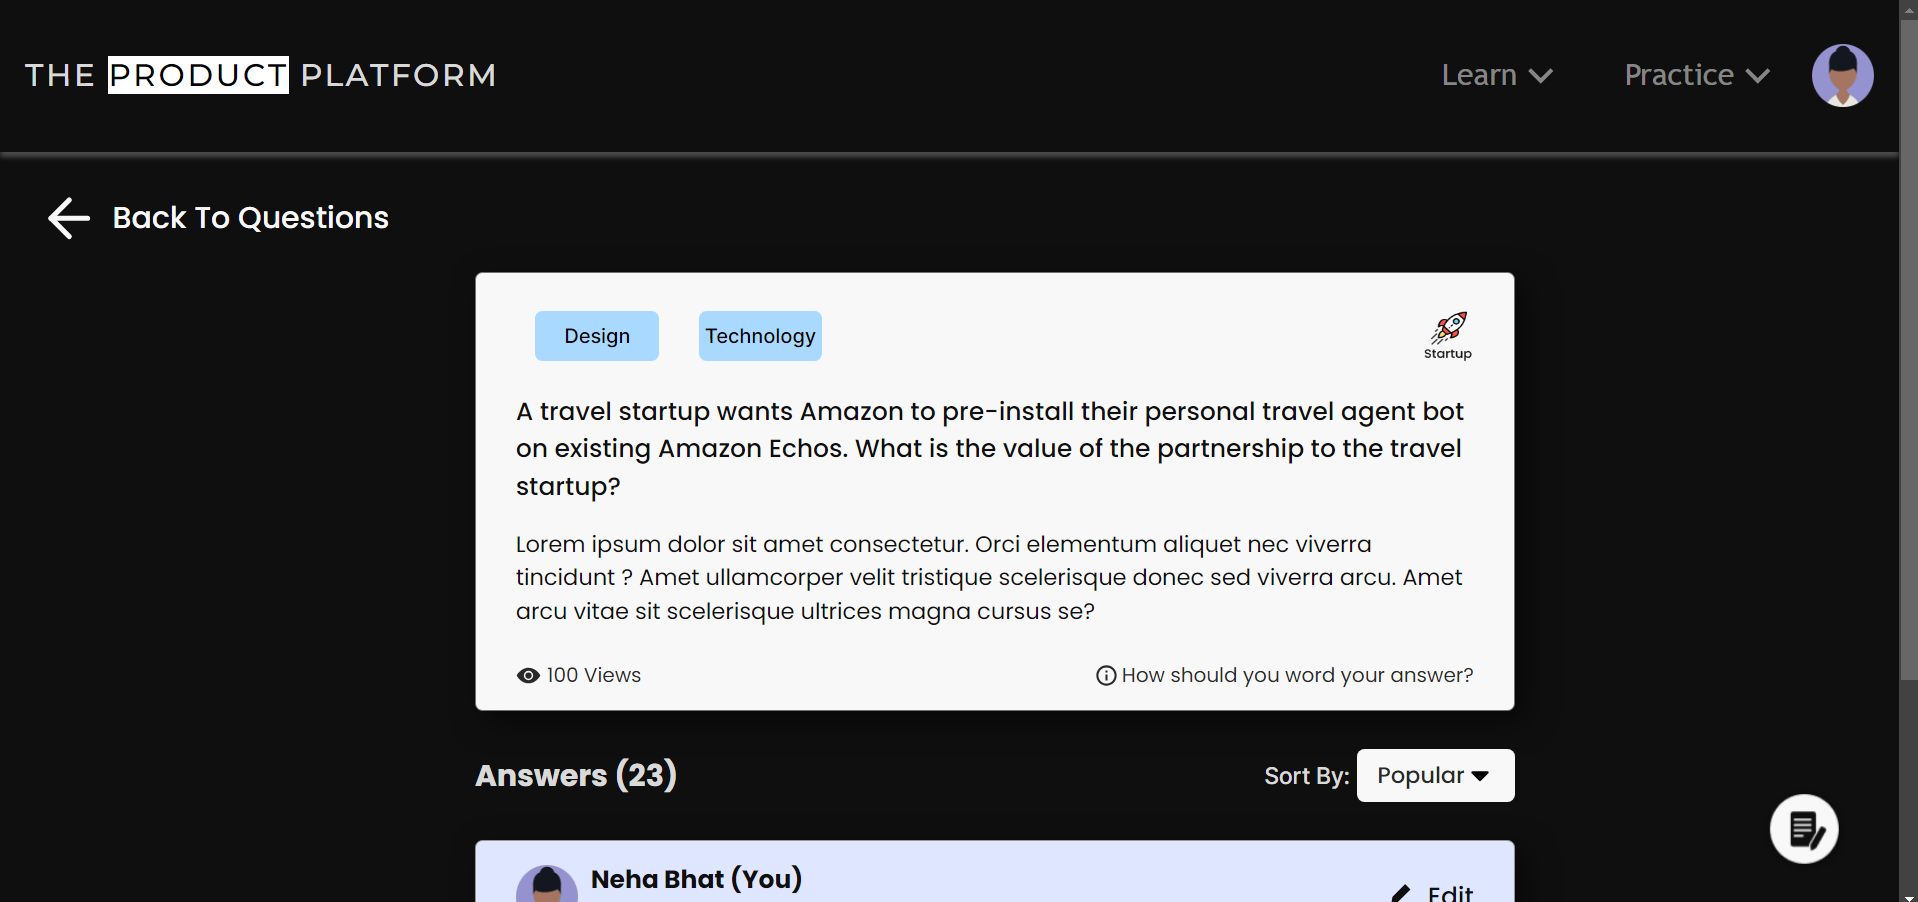 THE PRODUCT PLATFORM
Learn
Practice
Back To Questions
Design
Technology
Startup
A travel startup wants Amazon to pre-install their personal travel agent bot
on existing Amazon Echos. What is the value of the partnership to the travel
startup?
Lorem ipsum dolor sit amet consectetur. Orci elementum aliquet nec viverra
tincidunt ? Amet ullamcorper velit tristique scelerisque donec sed viverra arcu. Amet
arcu vitae sit scelerisque ultrices magna cursus se?
100 Views
How should you word your answer?
Answers (23)
Sort By:
Popular
Neha Bhat (You)
Edit